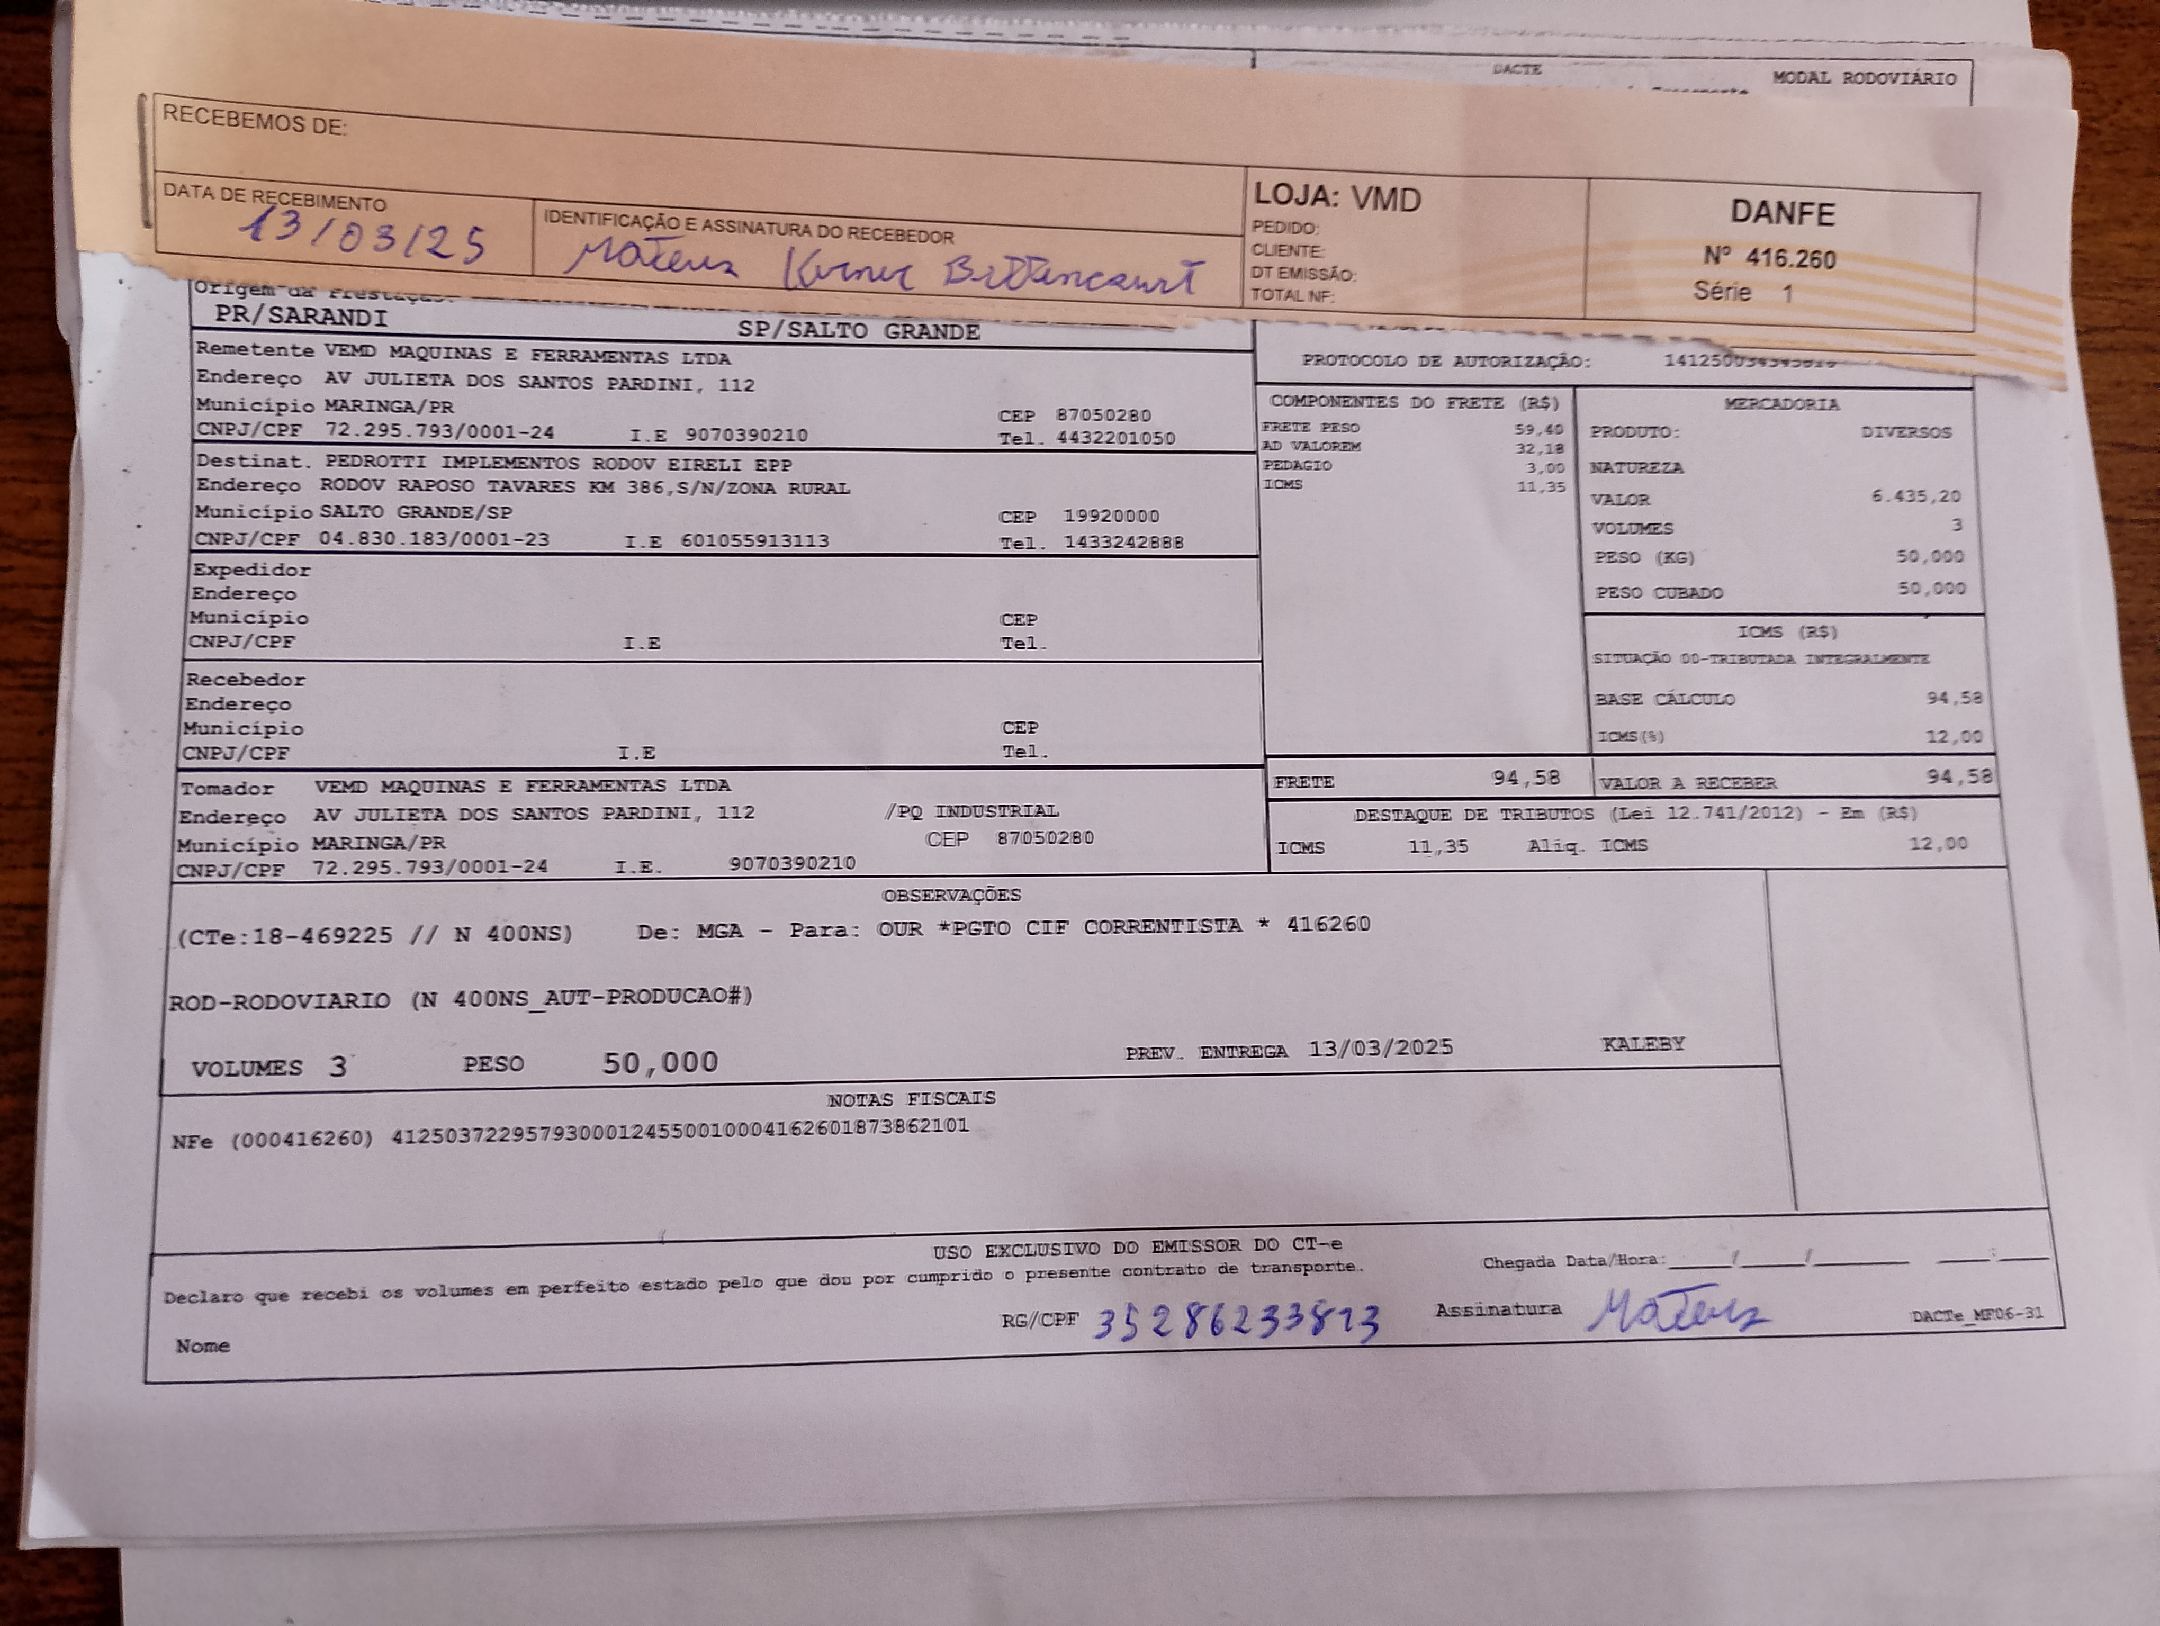 DACTE
MODAL RODOVIÁRIO
RECEBEMOS DE:
DATA DE RECEBIMENTO
13/03/25
IDENTIFICAÇÃO E ASSINATURA DO RECEBEDOR
Mateus Bittencourt
LOJA: VMD
PEDIDO:
CLIENTE:
DT EMISSÃO:
TOTAL NF:
DANFE
Nº 416.260
Série 1
Origem da Prestação:
PR/SARANDI
SP/SALTO GRANDE
Remetente VEMD MAQUINAS E FERRAMENTAS LTDA
Endereço AV JULIETA DOS SANTOS PARDINI, 112
Município MARINGA/PR CEP 87050280
CNPJ/CPF 72.295.793/0001-24 I.E 9070390210 Tel. 4432201050
Destinat. PEDROTTI IMPLEMENTOS RODOV EIRELI EPP
Endereço RODOV RAPOSO TAVARES KM 386,S/N/ZONA RURAL
Município SALTO GRANDE/SP CEP 19920000
CNPJ/CPF 04.830.183/0001-23 I.E 601055913113 Tel. 1433242888
Expedidor
Endereço
Município CEP
CNPJ/CPF I.E Tel.
Recebedor
Endereço
Município CEP
CNPJ/CPF I.E Tel.
Tomador VEMD MAQUINAS E FERRAMENTAS LTDA
Endereço AV JULIETA DOS SANTOS PARDINI, 112 /PQ INDUSTRIAL
Município MARINGA/PR CEP 87050280
CNPJ/CPF 72.295.793/0001-24 I.E. 9070390210
PROTOCOLO DE AUTORIZAÇÃO:
COMPONENTES DO FRETE (R$)
FRETE PESO 59,40
AD VALOREM 32,18
PEDAGIO 3,00
ICMS 11,35
MERCADORIA
PRODUTO: DIVERSOS
NATUREZA
VALOR 6.435,20
VOLUMES 3
PESO (KG) 50,000
PESO CUBADO 50,000
ICMS (R$)
SITUAÇÃO 00-TRIBUTADA INTEGRALMENTE
BASE CÁLCULO 94,58
ICMS(%) 12,00
FRETE 94,58
VALOR A RECEBER 94,58
DESTAQUE DE TRIBUTOS (Lei 12.741/2012) - Em (R$)
ICMS 11,35 Aliq. ICMS 12,00
OBSERVAÇÕES
(CTe:18-469225 // N 400NS) De: MGA - Para: OUR *PGTO CIF CORRENTISTA * 416260
ROD-RODOVIARIO (N 400NS_AUT-PRODUCAO#)
VOLUMES 3 PESO 50,000 PREV. ENTREGA 13/03/2025 KALEBY
NOTAS FISCAIS
NFe (000416260) 41250372295793000124550010004162601873862101
USO EXCLUSIVO DO EMISSOR DO CT-e
Declaro que recebi os volumes em perfeito estado pelo que dou por cumprido o presente contrato de transporte.
Chegada Data/Hora:____/____/______ ____:____
Nome
RG/CPF 35286233813
Assinatura Mateus
DACTe_MF06-31